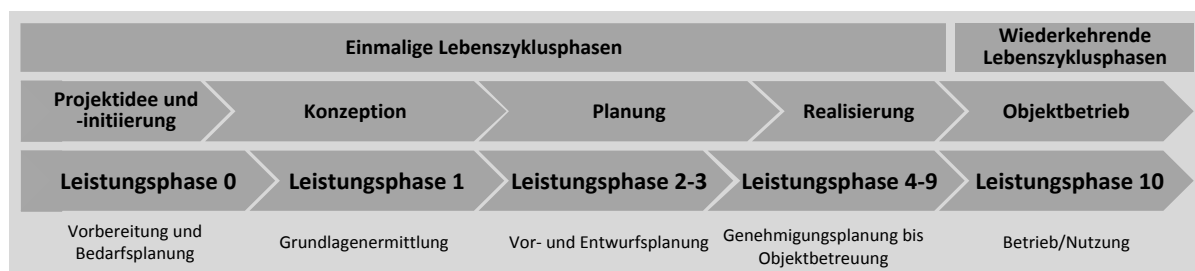 Einmalige Lebenszyklusphasen
Wiederkehrende
Lebenszyklusphasen
Projektidee und
-initiierung
Konzeption
Planung
Realisierung
Objektbetrieb
Leistungsphase 0
Leistungsphase 1
Leistungsphase 2-3
Leistungsphase 4-9
Leistungsphase 10
Vorbereitung und
Bedarfsplanung
Grundlagenermittlung
Vor- und Entwurfsplanung
Genehmigungsplanung bis
Objektbetreuung
Betrieb/Nutzung